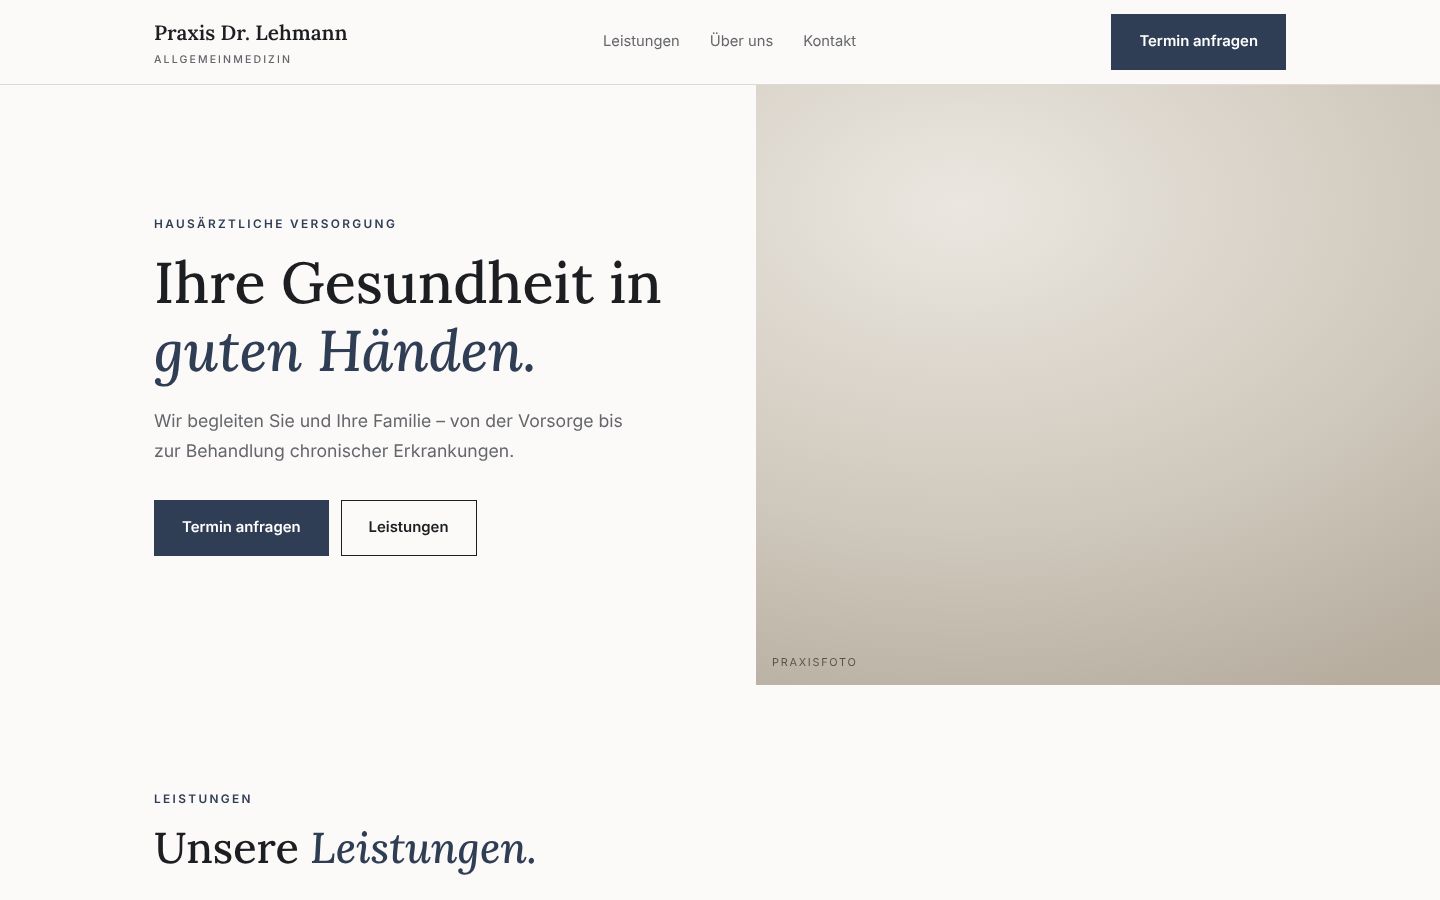 Praxis Dr. Lehmann
ALLGEMEINMEDIZIN
Leistungen
Über uns
Kontakt
Termin anfragen
HAUSÄRZTLICHE VERSORGUNG
Ihre Gesundheit in
guten Händen.
Wir begleiten Sie und Ihre Familie – von der Vorsorge bis
zur Behandlung chronischer Erkrankungen.
Termin anfragen
Leistungen
PRAXISFOTO
LEISTUNGEN
Unsere Leistungen.